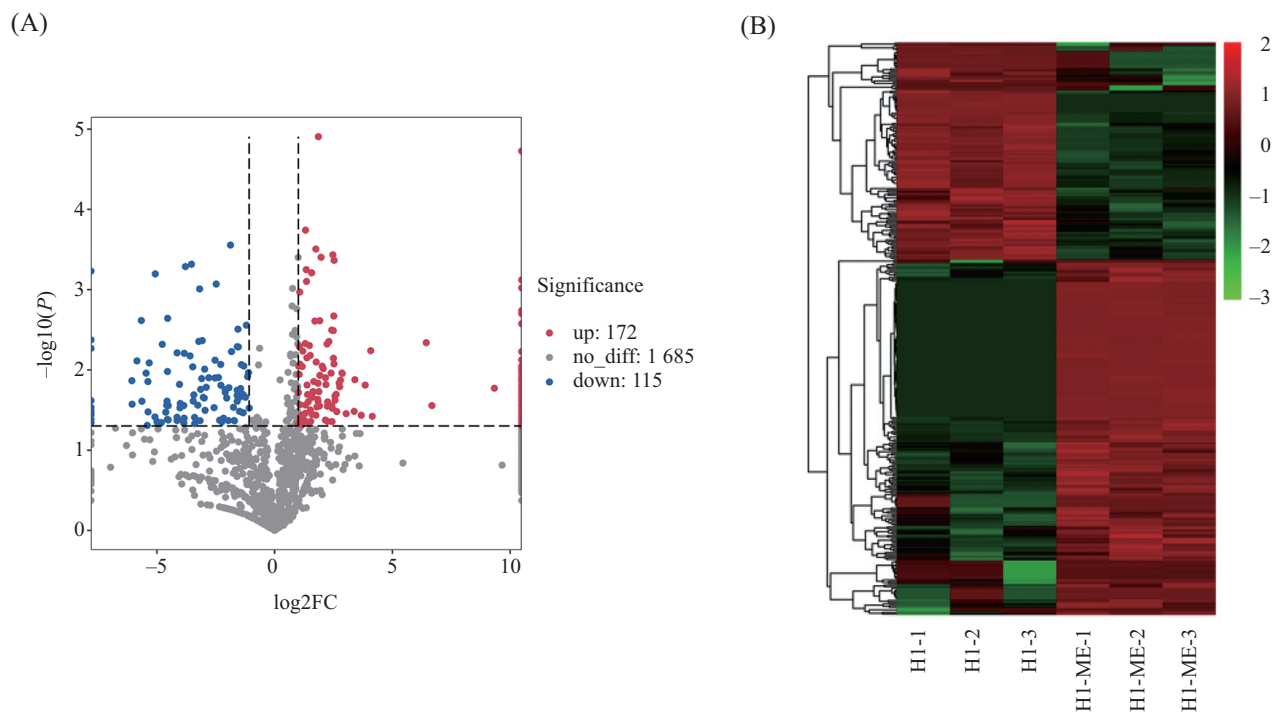 (A)
5
4
3
2
1
0
–log10(P)
–5
0
5
10
log2FC
Significance
up: 172
no_diff: 1 685
down: 115
(B)
2
1
0
–1
–2
–3
H1-1
H1-2
H1-3
H1-ME-1
H1-ME-2
H1-ME-3